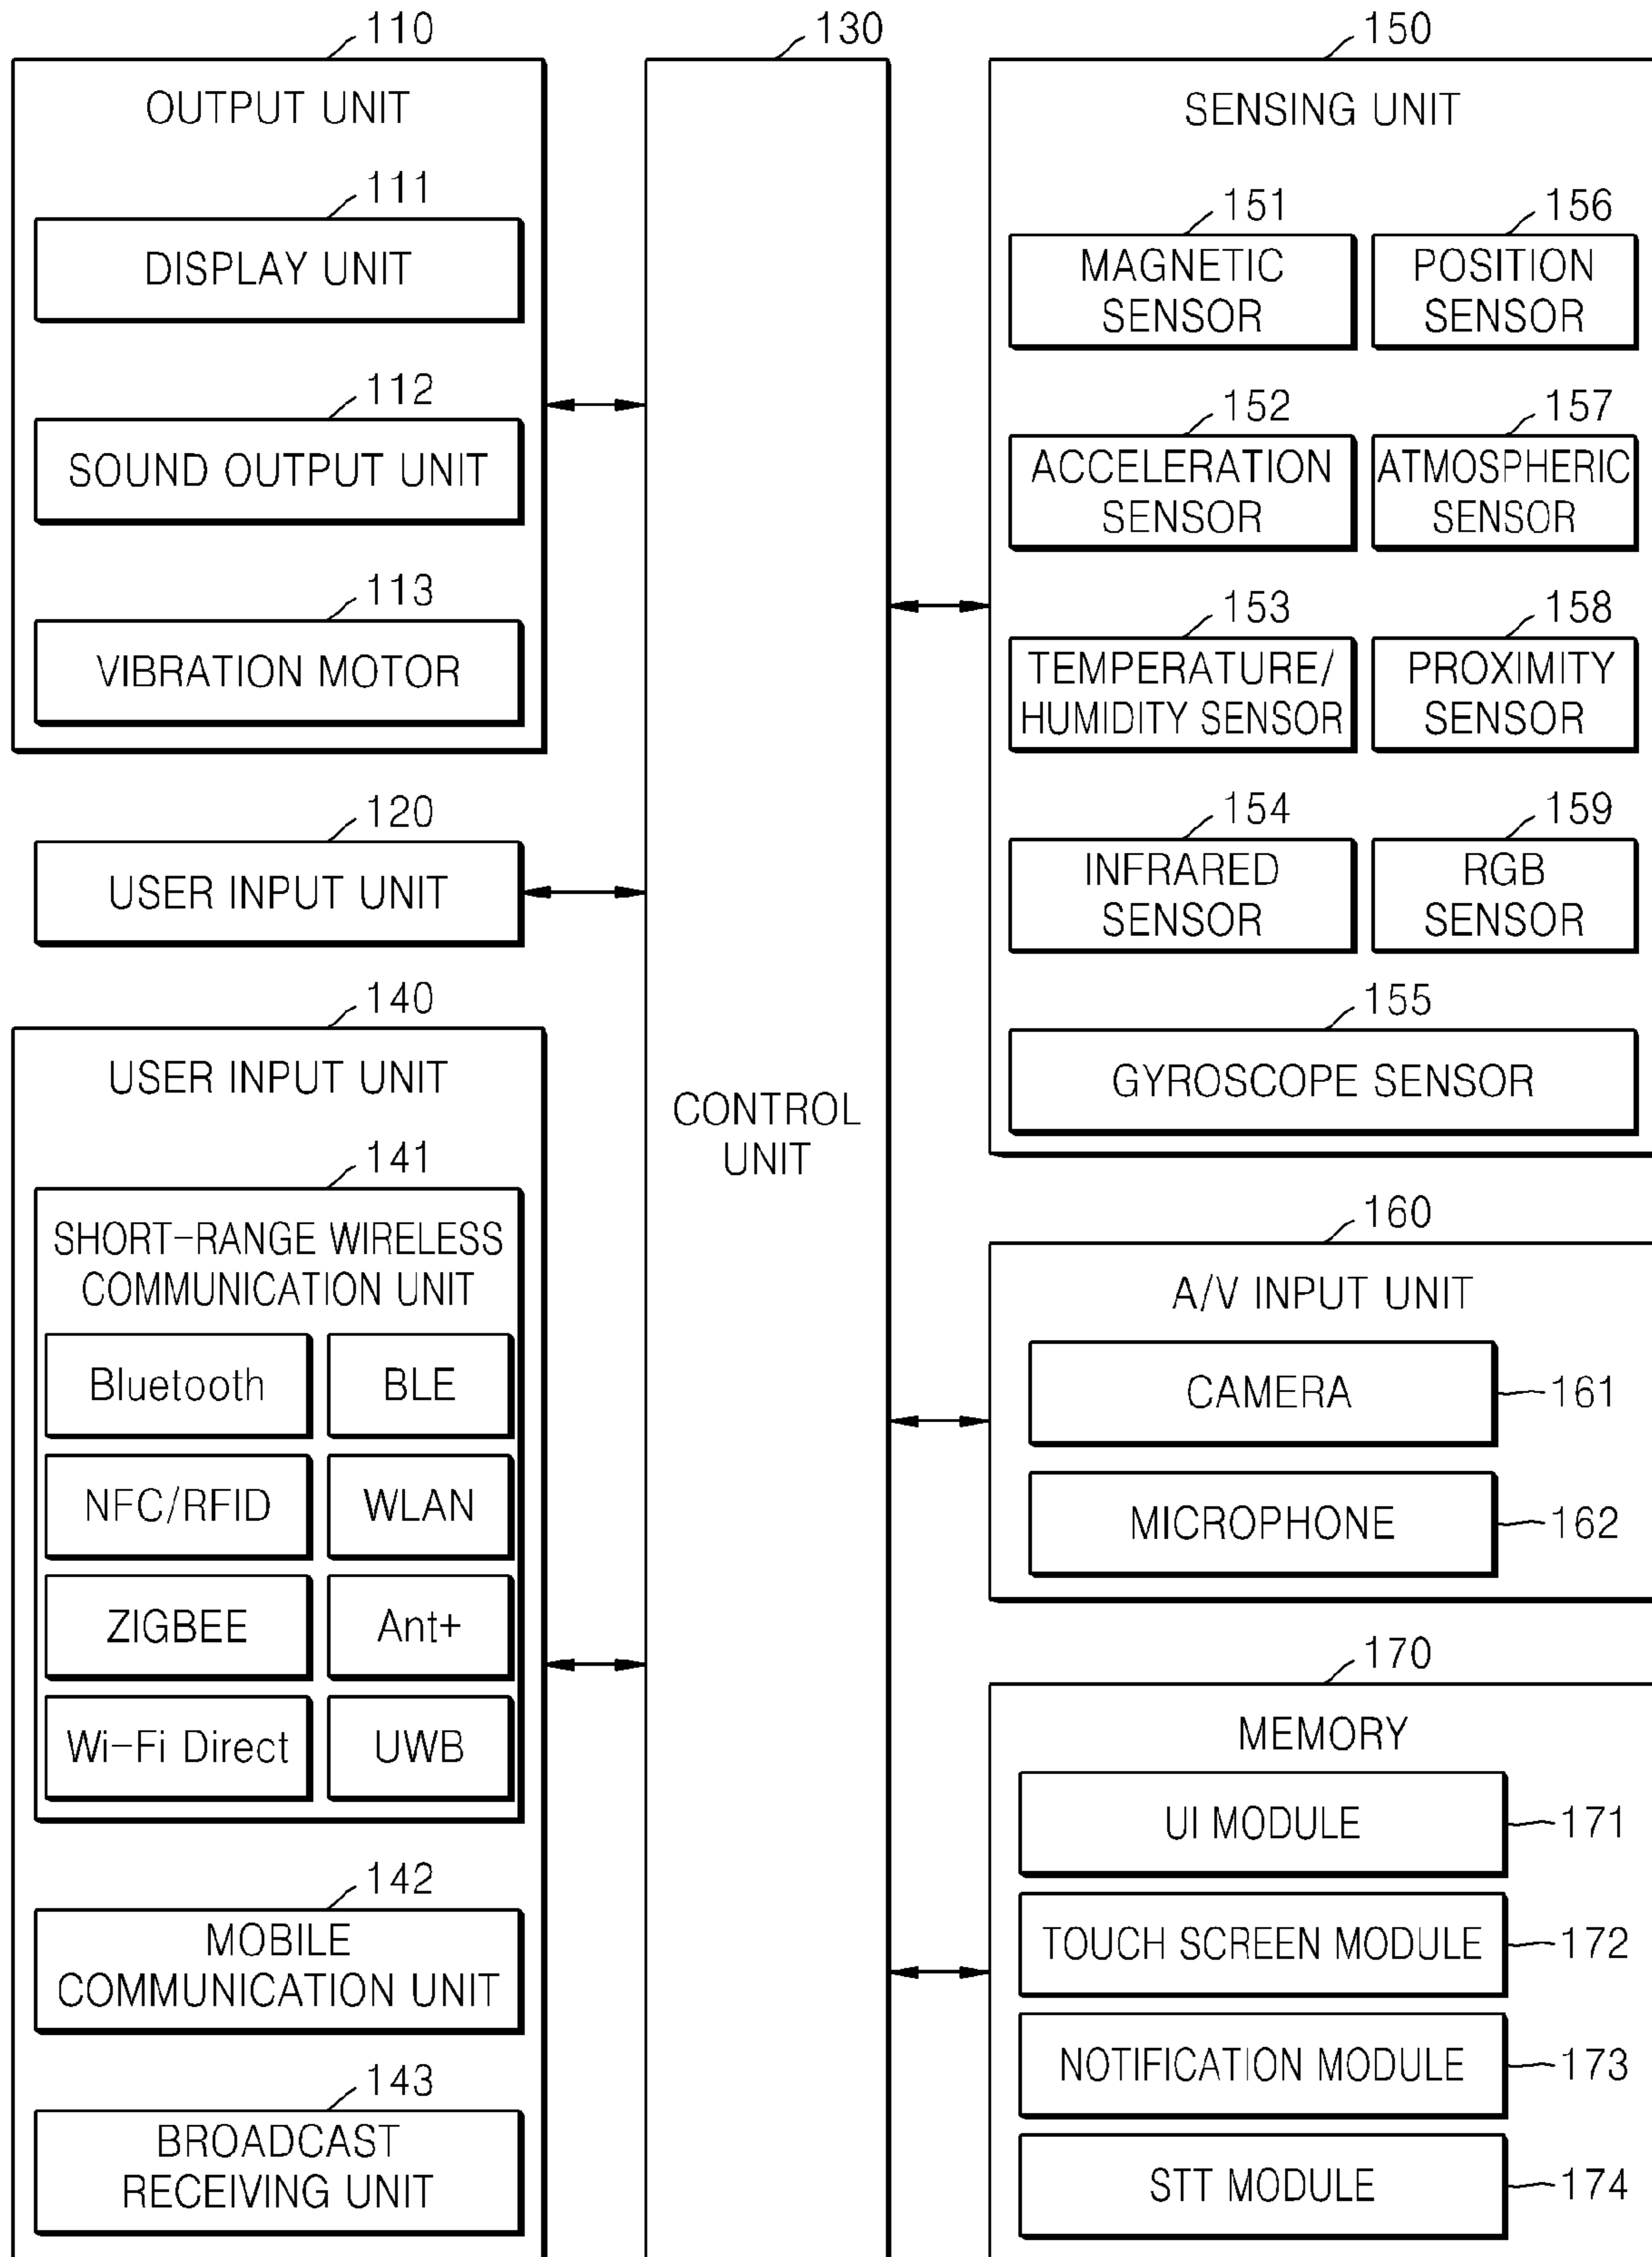 110
OUTPUT UNIT
111
DISPLAY UNIT
112
SOUND OUTPUT UNIT
113
VIBRATION MOTOR
120
USER INPUT UNIT
140
USER INPUT UNIT
141
SHORT-RANGE WIRELESS
COMMUNICATION UNIT
Bluetooth
BLE
NFC/RFID
WLAN
ZIGBEE
Ant+
Wi-Fi Direct
UWB
142
MOBILE
COMMUNICATION UNIT
143
BROADCAST
RECEIVING UNIT
130
CONTROL
UNIT
150
SENSING UNIT
151
MAGNETIC
SENSOR
156
POSITION
SENSOR
152
ACCELERATION
SENSOR
157
ATMOSPHERIC
SENSOR
153
TEMPERATURE/
HUMIDITY SENSOR
158
PROXIMITY
SENSOR
154
INFRARED
SENSOR
159
RGB
SENSOR
155
GYROSCOPE SENSOR
160
A/V INPUT UNIT
CAMERA
161
MICROPHONE
162
170
MEMORY
UI MODULE
171
TOUCH SCREEN MODULE
172
NOTIFICATION MODULE
173
STT MODULE
174